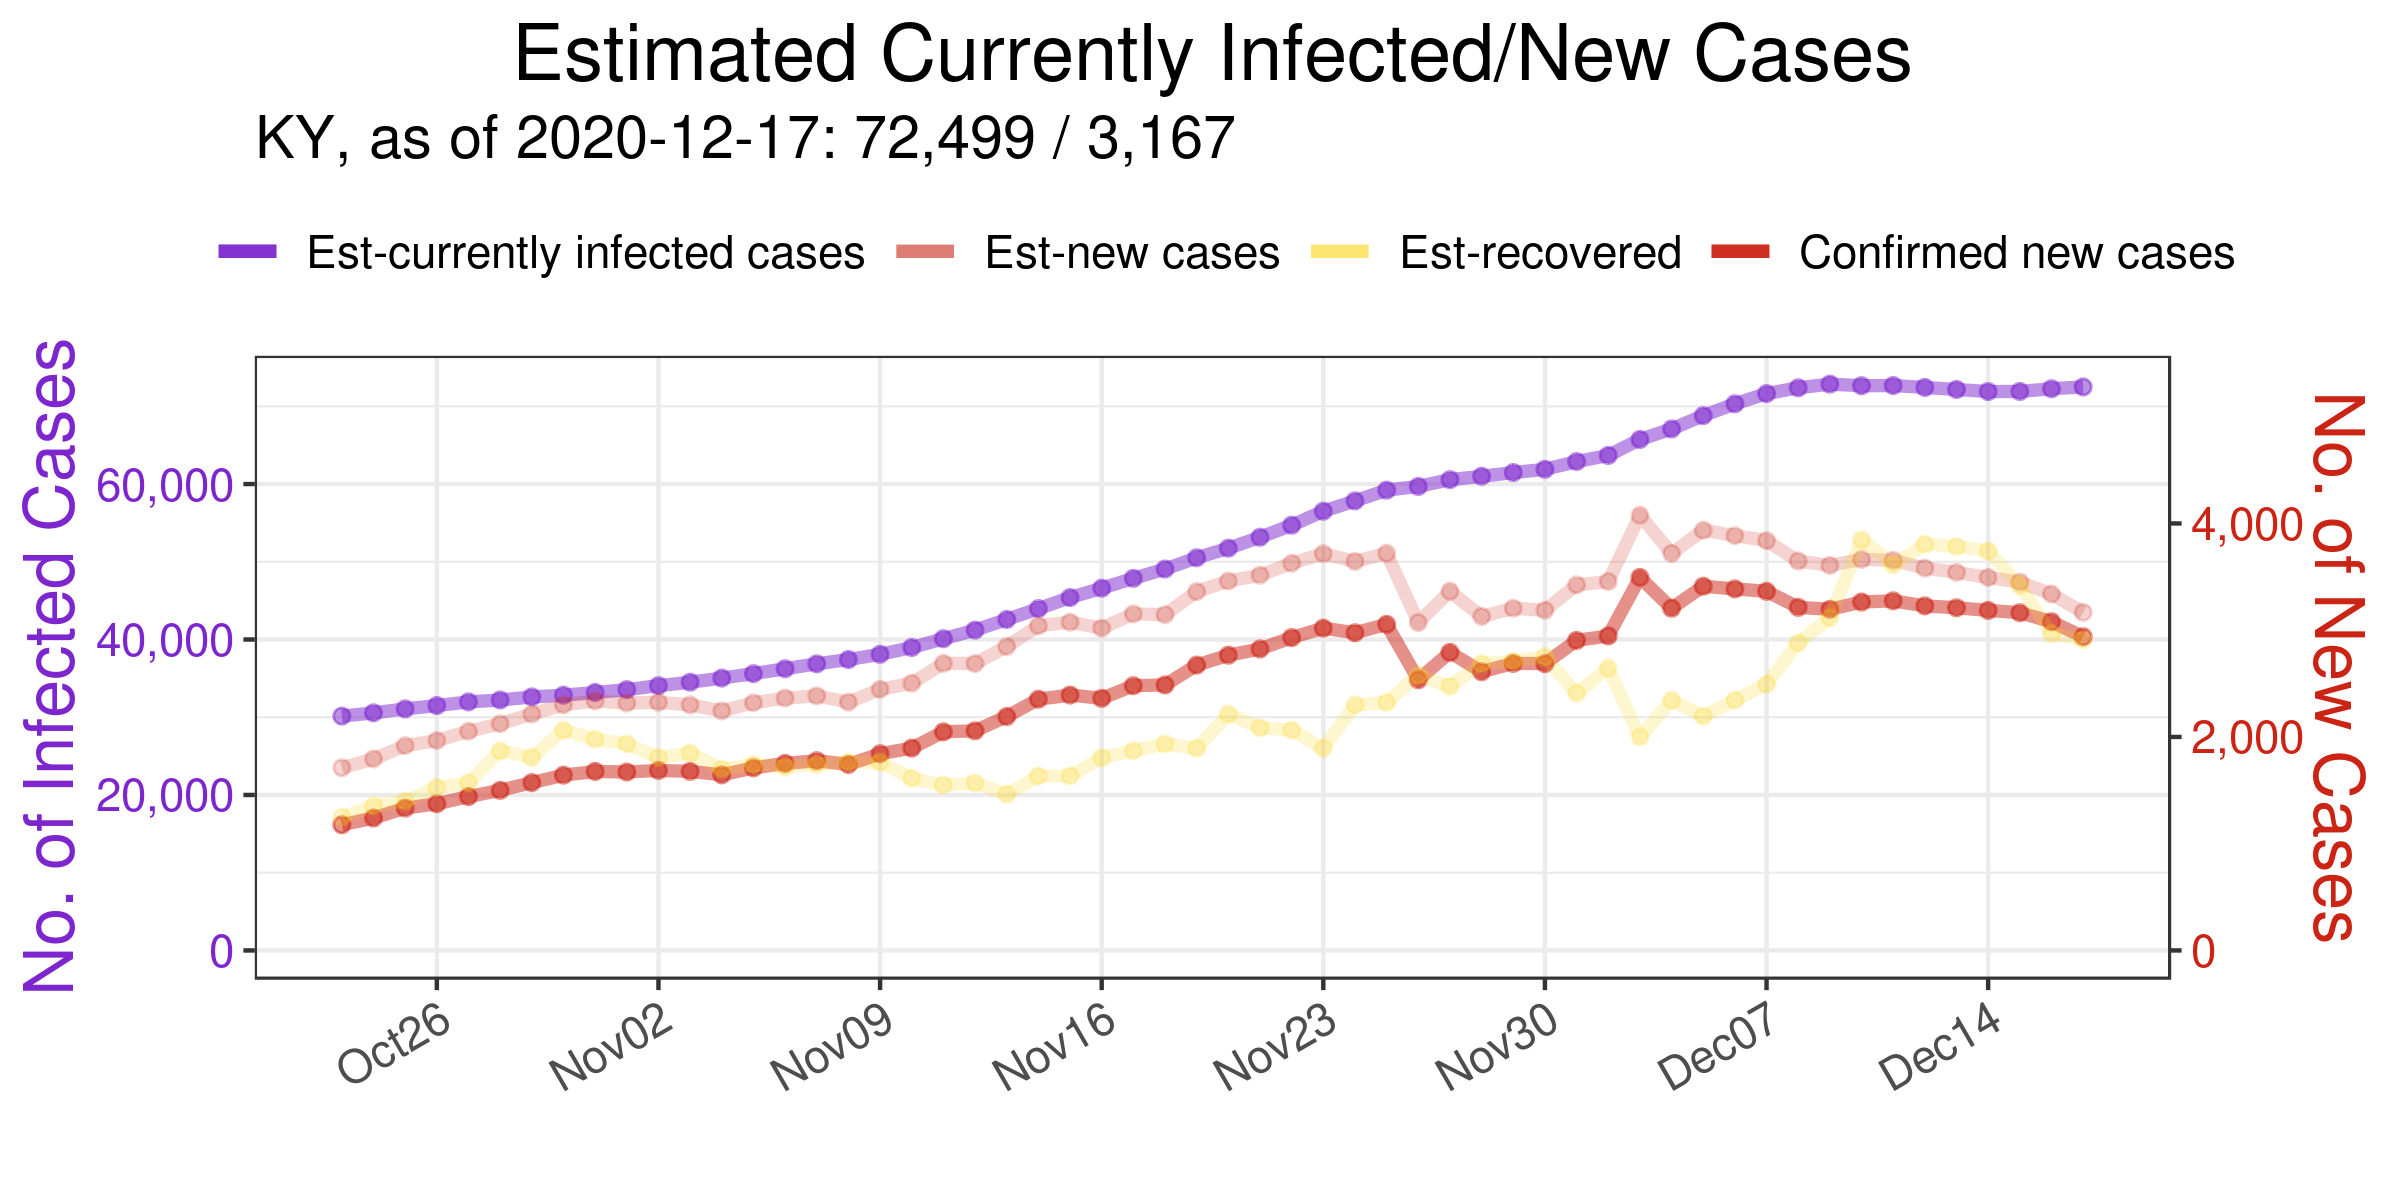 Estimated Currently Infected/New Cases
KY, as of 2020-12-17: 72,499 / 3,167
Est-currently infected cases Est-new cases Est-recovered Confirmed new cases
No. of Infected Cases
60,000
40,000
20,000
0
4,000
2,000
0
No. of New Cases
Oct26 Nov02 Nov09 Nov16 Nov23 Nov30 Dec07 Dec14